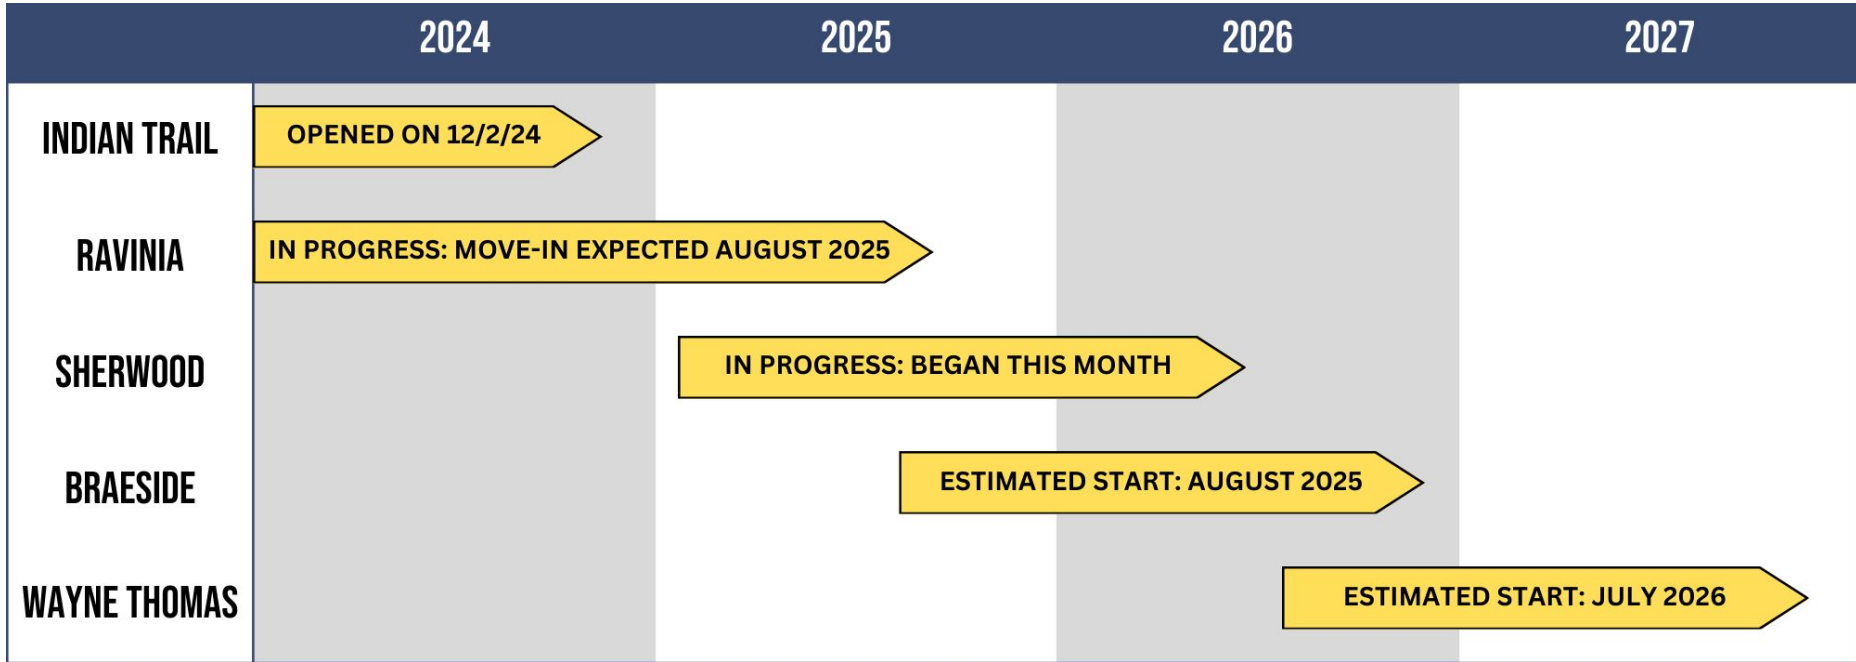 2024 2025 2026 2027
INDIAN TRAIL OPENED ON 12/2/24
RAVINIA IN PROGRESS: MOVE-IN EXPECTED AUGUST 2025
SHERWOOD IN PROGRESS: BEGAN THIS MONTH
BRAESIDE ESTIMATED START: AUGUST 2025
WAYNE THOMAS ESTIMATED START: JULY 2026